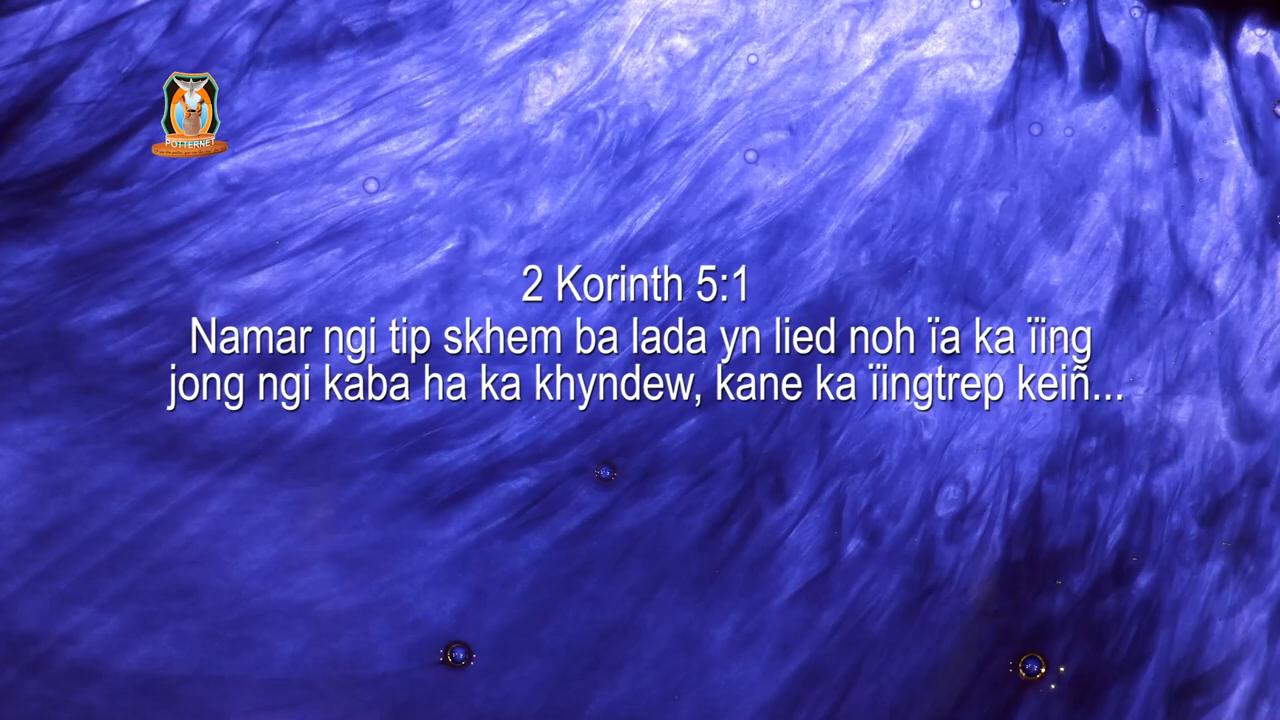 POTTERNET
2 Korinth 5:1
Namar ngi tip skhem ba lada yn lied noh ïa ka ïing
jong ngi kaba ha ka khyndew, kane ka ïingtrep keiñ...